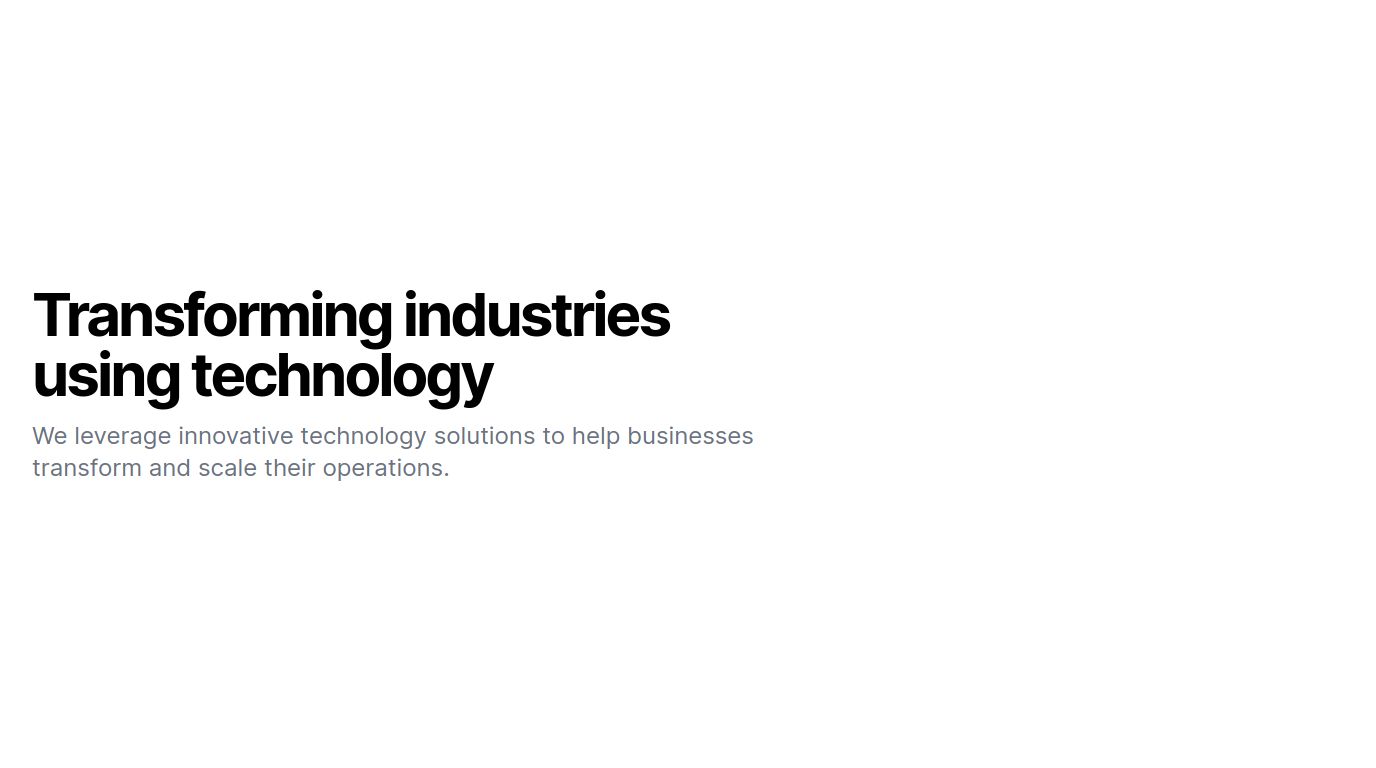 Transforming industries
using technology
We leverage innovative technology solutions to help businesses
transform and scale their operations.